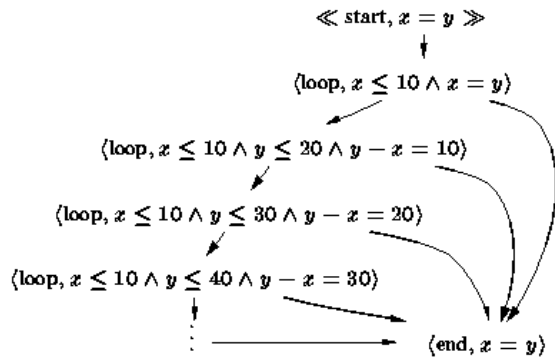 ≪ start, x = y ≫
⟨loop, x ≤ 10 ∧ x = y⟩
⟨loop, x ≤ 10 ∧ y ≤ 20 ∧ y − x = 10⟩
⟨loop, x ≤ 10 ∧ y ≤ 30 ∧ y − x = 20⟩
⟨loop, x ≤ 10 ∧ y ≤ 40 ∧ y − x = 30⟩
⋮
⟨end, x = y⟩